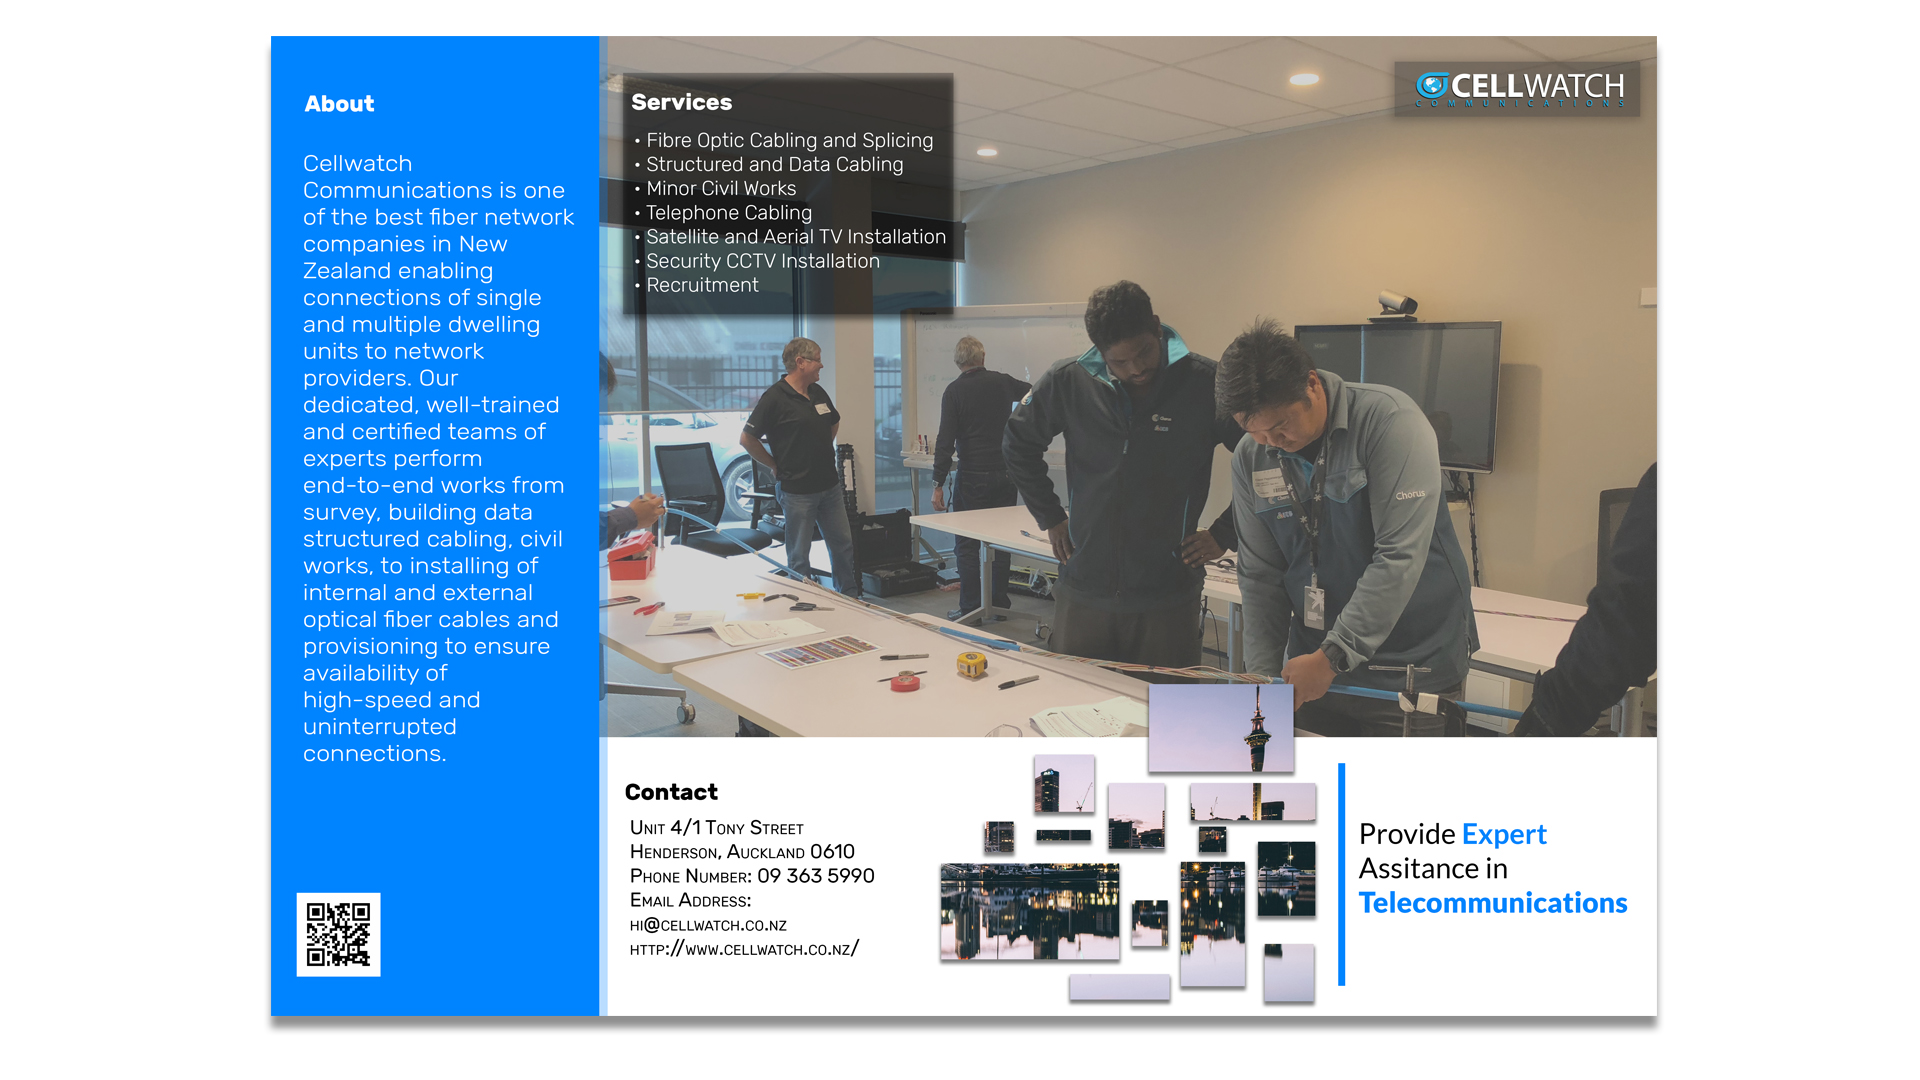 About
Cellwatch
Communications is one
of the best fiber network
companies in New
Zealand enabling
connections of single
and multiple dwelling
units to network
providers. Our
dedicated, well-trained
and certified teams of
experts perform
end-to-end works from
survey, building data
structured cabling, civil
works, to installing of
internal and external
optical fiber cables and
provisioning to ensure
availability of
high-speed and
uninterrupted
connections.
Services
• Fibre Optic Cabling and Splicing
• Structured and Data Cabling
• Minor Civil Works
• Telephone Cabling
• Satellite and Aerial TV Installation
• Security CCTV Installation
• Recruitment
CELLWATCH
COMMUNICATIONS
Chorus
Contact
Unit 4/1 Tony Street
Henderson, Auckland 0610
Phone Number: 09 363 5990
Email Address:
hi@cellwatch.co.nz
http://www.cellwatch.co.nz/
Provide Expert
Assitance in
Telecommunications